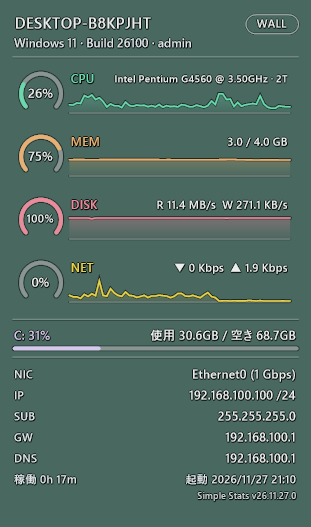 DESKTOP-B8KPJHT WALL
Windows 11 · Build 26100 · admin
26% CPU Intel Pentium G4560 @ 3.50GHz · 2T
75% MEM 3.0 / 4.0 GB
100% DISK R 11.4 MB/s W 271.1 KB/s
0% NET ▼ 0 Kbps ▲ 1.9 Kbps
C: 31% 使用 30.6GB / 空き 68.7GB
NIC Ethernet0 (1 Gbps)
IP 192.168.100.100 /24
SUB 255.255.255.0
GW 192.168.100.1
DNS 192.168.100.1
稼働 0h 17m 起動 2026/11/27 21:10
Simple Stats v26.11.27.0